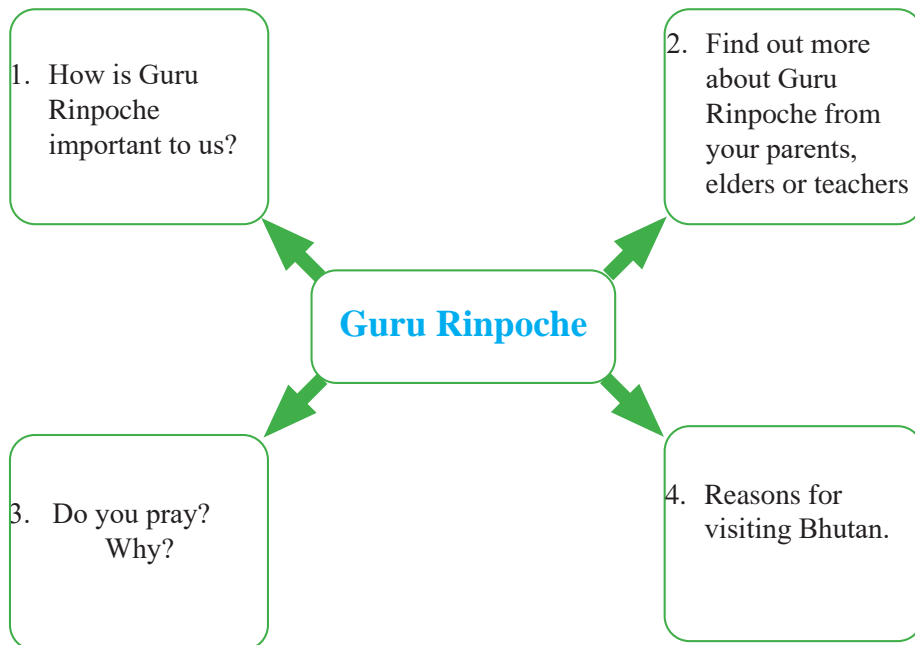 1. How is Guru
Rinpoche
important to us?
2. Find out more
about Guru
Rinpoche from
your parents,
elders or teachers
Guru Rinpoche
3. Do you pray?
Why?
4. Reasons for
visiting Bhutan.